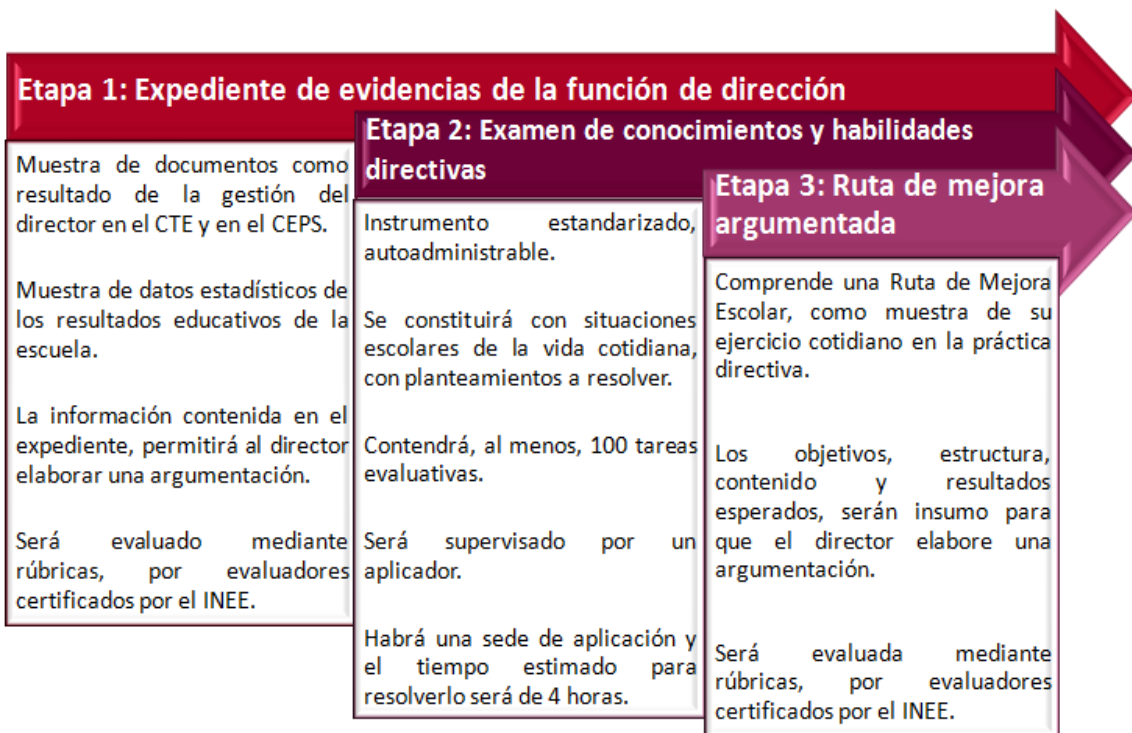 Etapa 1: Expediente de evidencias de la función de dirección
Muestra de documentos como
resultado de la gestión del
director en el CTE y en el CEPS.
Muestra de datos estadísticos de
los resultados educativos de la
escuela.
La información contenida en el
expediente, permitirá al director
elaborar una argumentación.
Será evaluado mediante
rúbricas, por evaluadores
certificados por el INEE.
Etapa 2: Examen de conocimientos y habilidades
directivas
Instrumento estandarizado,
autoadministrable.
Se constituirá con situaciones
escolares de la vida cotidiana,
con planteamientos a resolver.
Contendrá, al menos, 100 tareas
evaluativas.
Será supervisado por un
aplicador.
Habrá una sede de aplicación y
el tiempo estimado para
resolverlo será de 4 horas.
Etapa 3: Ruta de mejora
argumentada
Comprende una Ruta de Mejora
Escolar, como muestra de su
ejercicio cotidiano en la práctica
directiva.
Los objetivos, estructura,
contenido y resultados
esperados, serán insumo para
que el director elabore una
argumentación.
Será evaluada mediante
rúbricas, por evaluadores
certificados por el INEE.